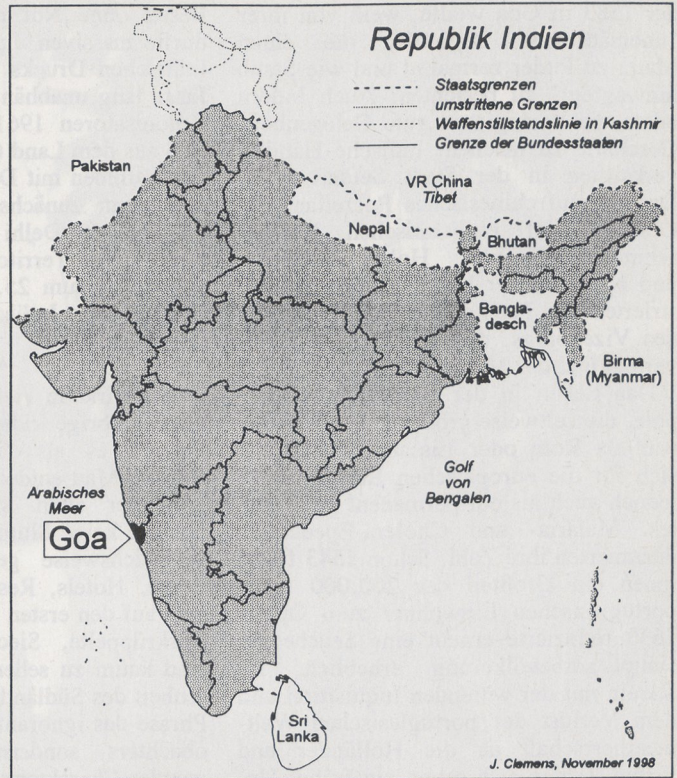 Republik Indien
Staatsgrenzen
umstrittene Grenzen
Waffenstillstandslinie in Kashmir
Grenze der Bundesstaaten
Pakistan
VR China
Tibet
Nepal
Bhutan
Bangla-
desch
Birma
(Myanmar)
Golf
von
Bengalen
Arabisches
Meer
Goa
Sri
Lanka
J. Clemens, November 1998